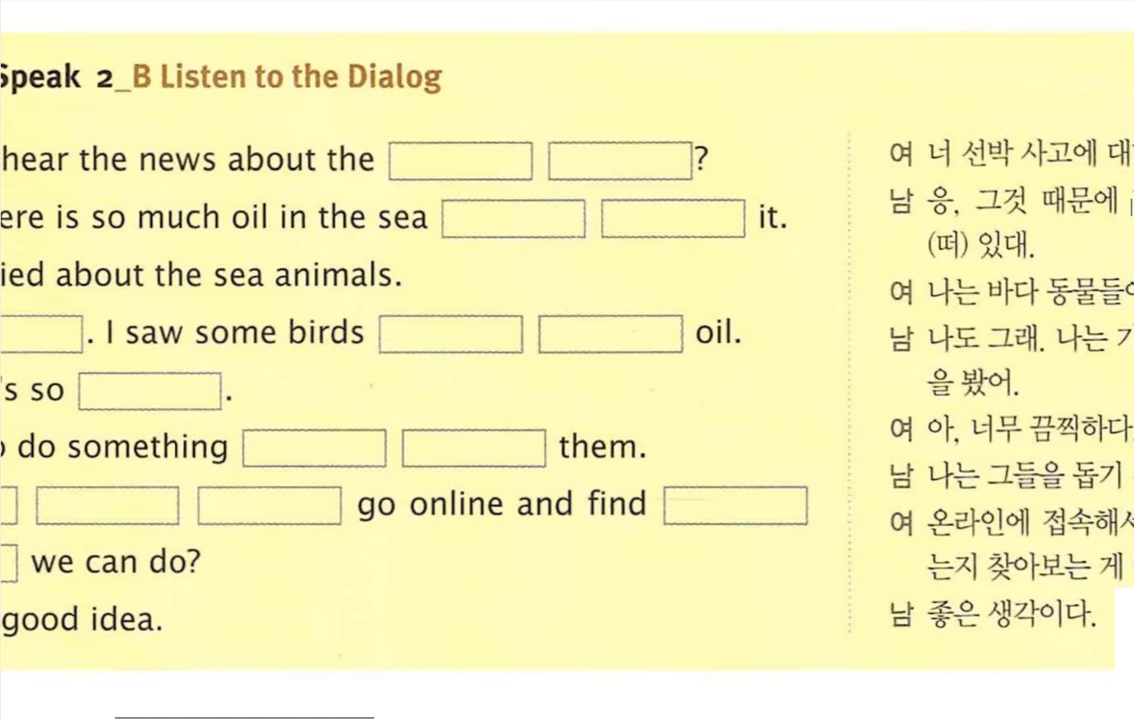 Speak 2_B Listen to the Dialog
hear the news about the ?
ere is so much oil in the sea it.
ied about the sea animals.
. I saw some birds oil.
's so .
do something them.
go online and find
we can do?
good idea.
여 너 선박 사고에 대
남 응, 그것 때문에
(떠) 있대.
여 나는 바다 동물들이
남 나도 그래. 나는 기
을 봤어.
여 아, 너무 끔찍하다.
남 나는 그들을 돕기
여 온라인에 접속해서
는지 찾아보는 게
남 좋은 생각이다.